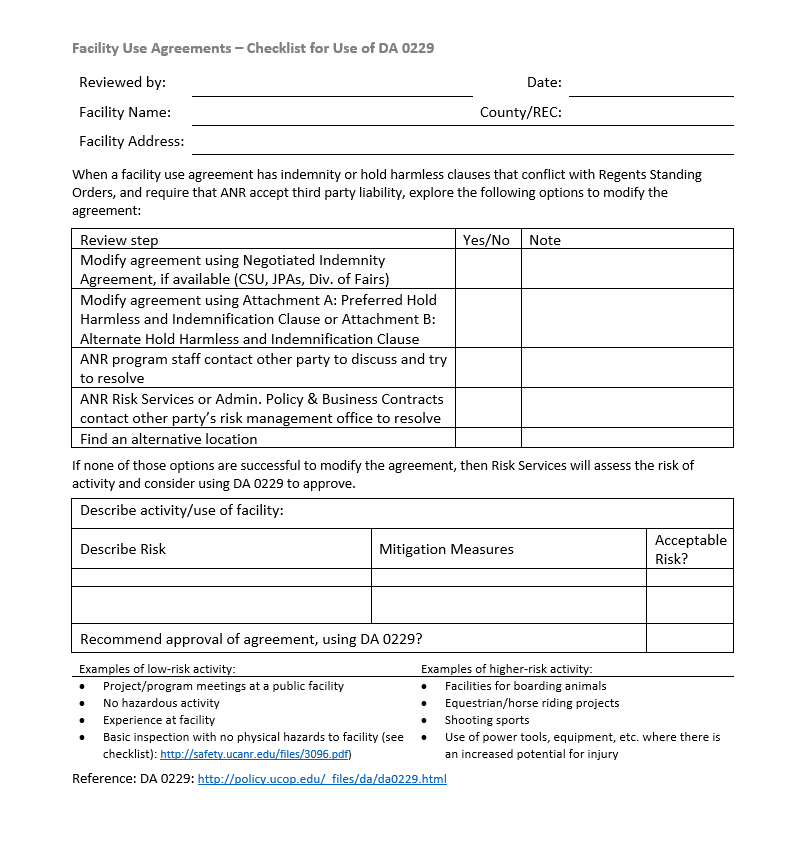 Facility Use Agreements – Checklist for Use of DA 0229
Reviewed by: Date:
Facility Name: County/REC:
Facility Address:
When a facility use agreement has indemnity or hold harmless clauses that conflict with Regents Standing
Orders, and require that ANR accept third party liability, explore the following options to modify the
agreement:
Review step Yes/No Note
Modify agreement using Negotiated Indemnity
Agreement, if available (CSU, JPAs, Div. of Fairs)
Modify agreement using Attachment A: Preferred Hold
Harmless and Indemnification Clause or Attachment B:
Alternate Hold Harmless and Indemnification Clause
ANR program staff contact other party to discuss and try
to resolve
ANR Risk Services or Admin. Policy & Business Contracts
contact other party’s risk management office to resolve
Find an alternative location
If none of those options are successful to modify the agreement, then Risk Services will assess the risk of
activity and consider using DA 0229 to approve.
Describe activity/use of facility:
Describe Risk Mitigation Measures Acceptable
Risk?
Recommend approval of agreement, using DA 0229?
Examples of low-risk activity:
• Project/program meetings at a public facility
• No hazardous activity
• Experience at facility
• Basic inspection with no physical hazards to facility (see
checklist): http://safety.ucanr.edu/files/3096.pdf)
Examples of higher-risk activity:
• Facilities for boarding animals
• Equestrian/horse riding projects
• Shooting sports
• Use of power tools, equipment, etc. where there is
an increased potential for injury
Reference: DA 0229: http://policy.ucop.edu/_files/da/da0229.html